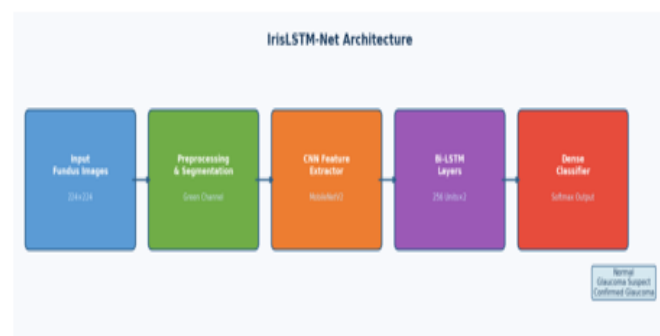 IrisLSTM-Net Architecture
Input
Fundus Images
224×224
Preprocessing
& Segmentation
Green Channel
CNN Feature
Extractor
MobileNetV2
Bi-LSTM
Layers
256 Units×2
Dense
Classifier
Softmax Output
Normal
Glaucoma Suspect
Confirmed Glaucoma